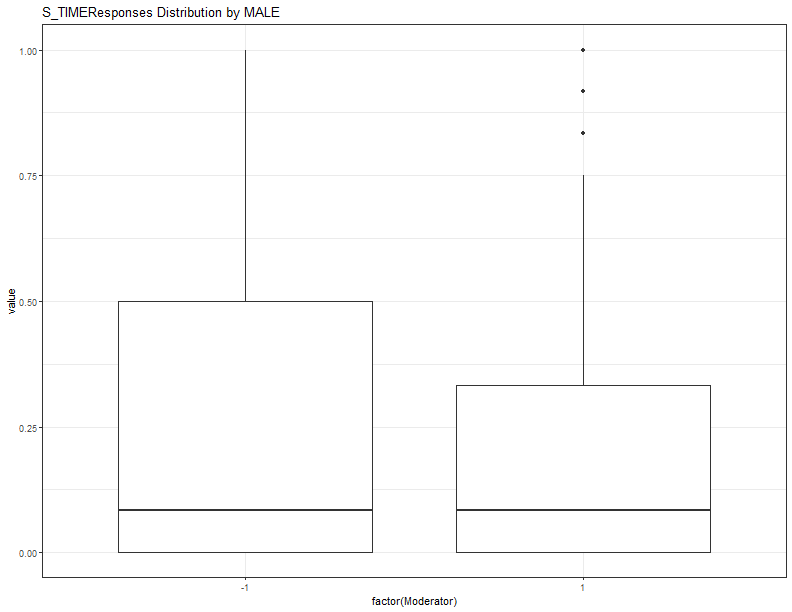 S_TIMEResponses Distribution by MALE
1.00
0.75
0.50
0.25
0.00
value
-1
1
factor(Moderator)